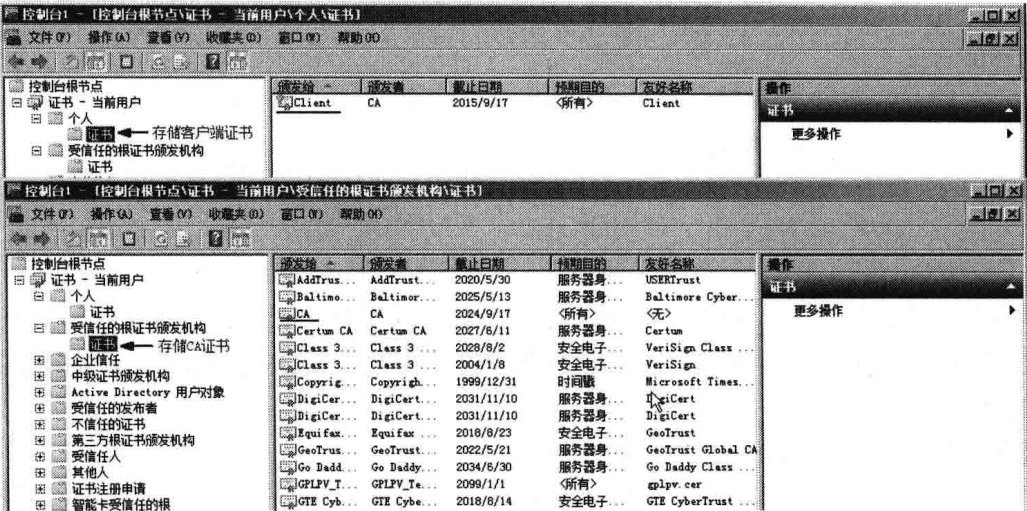 控制台1 - [控制台根节点\证书 - 当前用户\个人\证书]
文件(F) 操作(A) 查看(V) 收藏夹(O) 窗口(W) 帮助(H)
控制台根节点
证书 - 当前用户
个人
证书 存储客户端证书
受信任的根证书颁发机构
证书
颁发给 颁发者 截止日期 预期目的 友好名称
Client CA 2015/9/17 <所有> Client
操作
证书
更多操作
控制台1 - [控制台根节点\证书 - 当前用户\受信任的根证书颁发机构\证书]
文件(F) 操作(A) 查看(V) 收藏夹(O) 窗口(W) 帮助(H)
控制台根节点
证书 - 当前用户
个人
证书
受信任的根证书颁发机构
证书 存储CA证书
企业信任
中级证书颁发机构
Active Directory 用户对象
受信任的发布者
不信任的证书
第三方根证书颁发机构
受信任人
其他人
证书注册申请
智能卡受信任的根
颁发给 颁发者 截止日期 预期目的 友好名称
AddTrus... AddTrust... 2020/5/30 服务器身... USERTrust
Baltimo... Baltimor... 2025/5/13 服务器身... Baltimore Cyber...
CA CA 2024/9/17 <所有> <无>
Certum CA Certum CA 2027/6/11 服务器身... Certum
Class 3... Class 3 ... 2028/8/2 安全电子... VeriSign Class ...
Class 3... Class 3 ... 2004/1/8 安全电子... VeriSign
Copyrig... Copyrigh... 1999/12/31 时间戳 Microsoft Times...
DigiCer... DigiCert... 2031/11/10 服务器身... DigiCert
DigiCer... DigiCert... 2031/11/10 服务器身... DigiCert
Equifax... Equifax ... 2018/8/23 安全电子... GeoTrust
GeoTrus... GeoTrust... 2022/5/21 服务器身... GeoTrust Global CA
Go Dadd... Go Daddy... 2034/6/30 服务器身... Go Daddy Class ...
GPLPV_T... GPLPV_Te... 2099/1/1 <所有> gplpv.cer
GTE Cyb... GTE Cybe... 2018/8/14 安全电子... GTE CyberTrust ...
操作
证书
更多操作